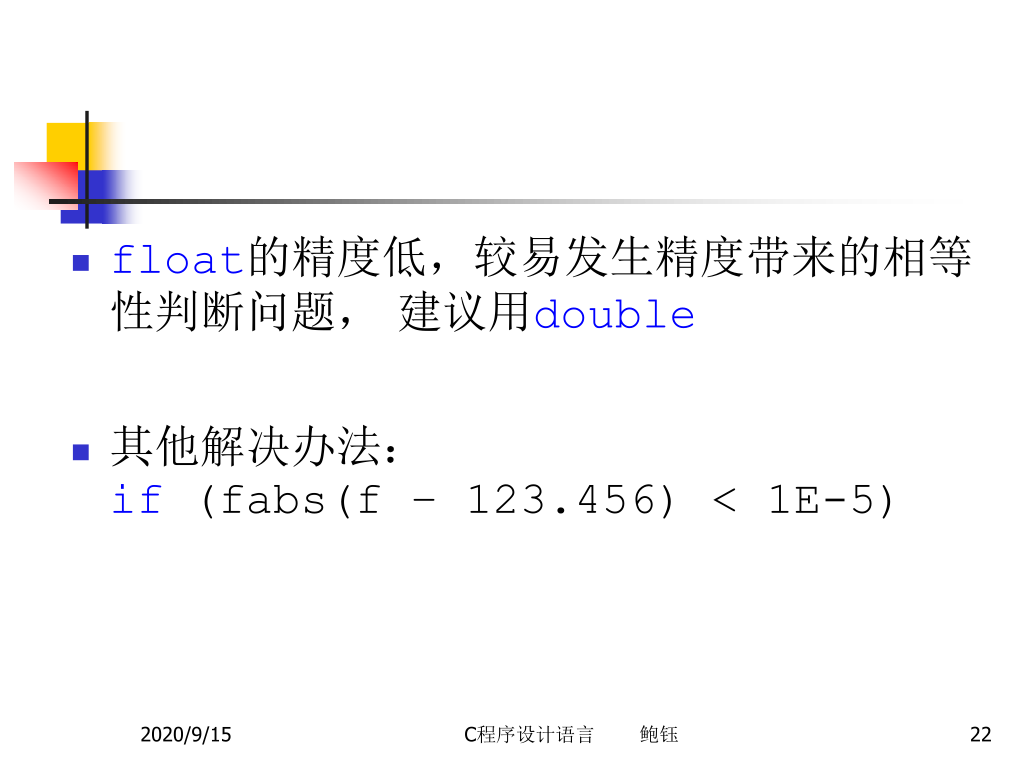 float的精度低，较易发生精度带来的相等
性判断问题， 建议用double
其他解决办法：
if (fabs(f – 123.456) < 1E-5)
2020/9/15 C程序设计语言 鲍钰 22